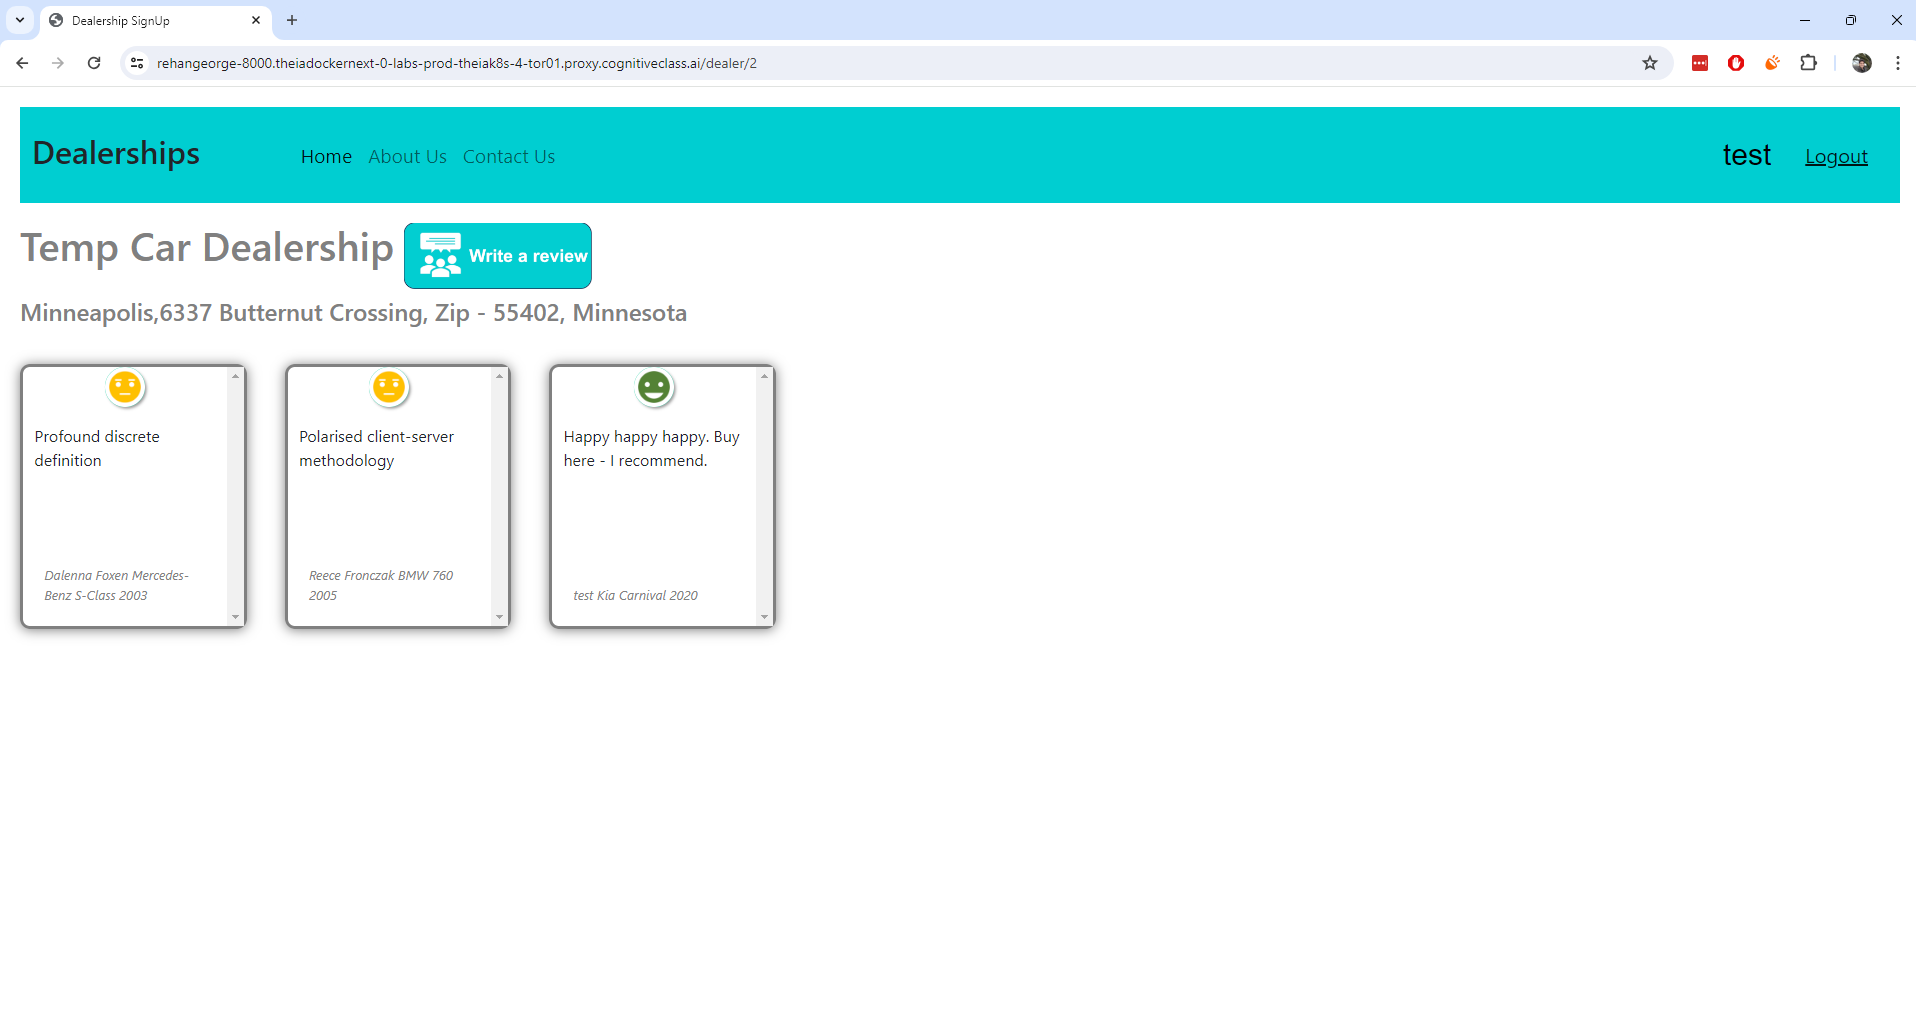 Dealership SignUp
rehangeorge-8000.theiadockernext-0-labs-prod-theiak8s-4-tor01.proxy.cognitiveclass.ai/dealer/2
Dealerships Home About Us Contact Us test Logout
Temp Car Dealership Write a review
Minneapolis,6337 Butternut Crossing, Zip - 55402, Minnesota
Profound discrete
definition
Dalenna Foxen Mercedes-
Benz S-Class 2003
Polarised client-server
methodology
Reece Fronczak BMW 760
2005
Happy happy happy. Buy
here - I recommend.
test Kia Carnival 2020